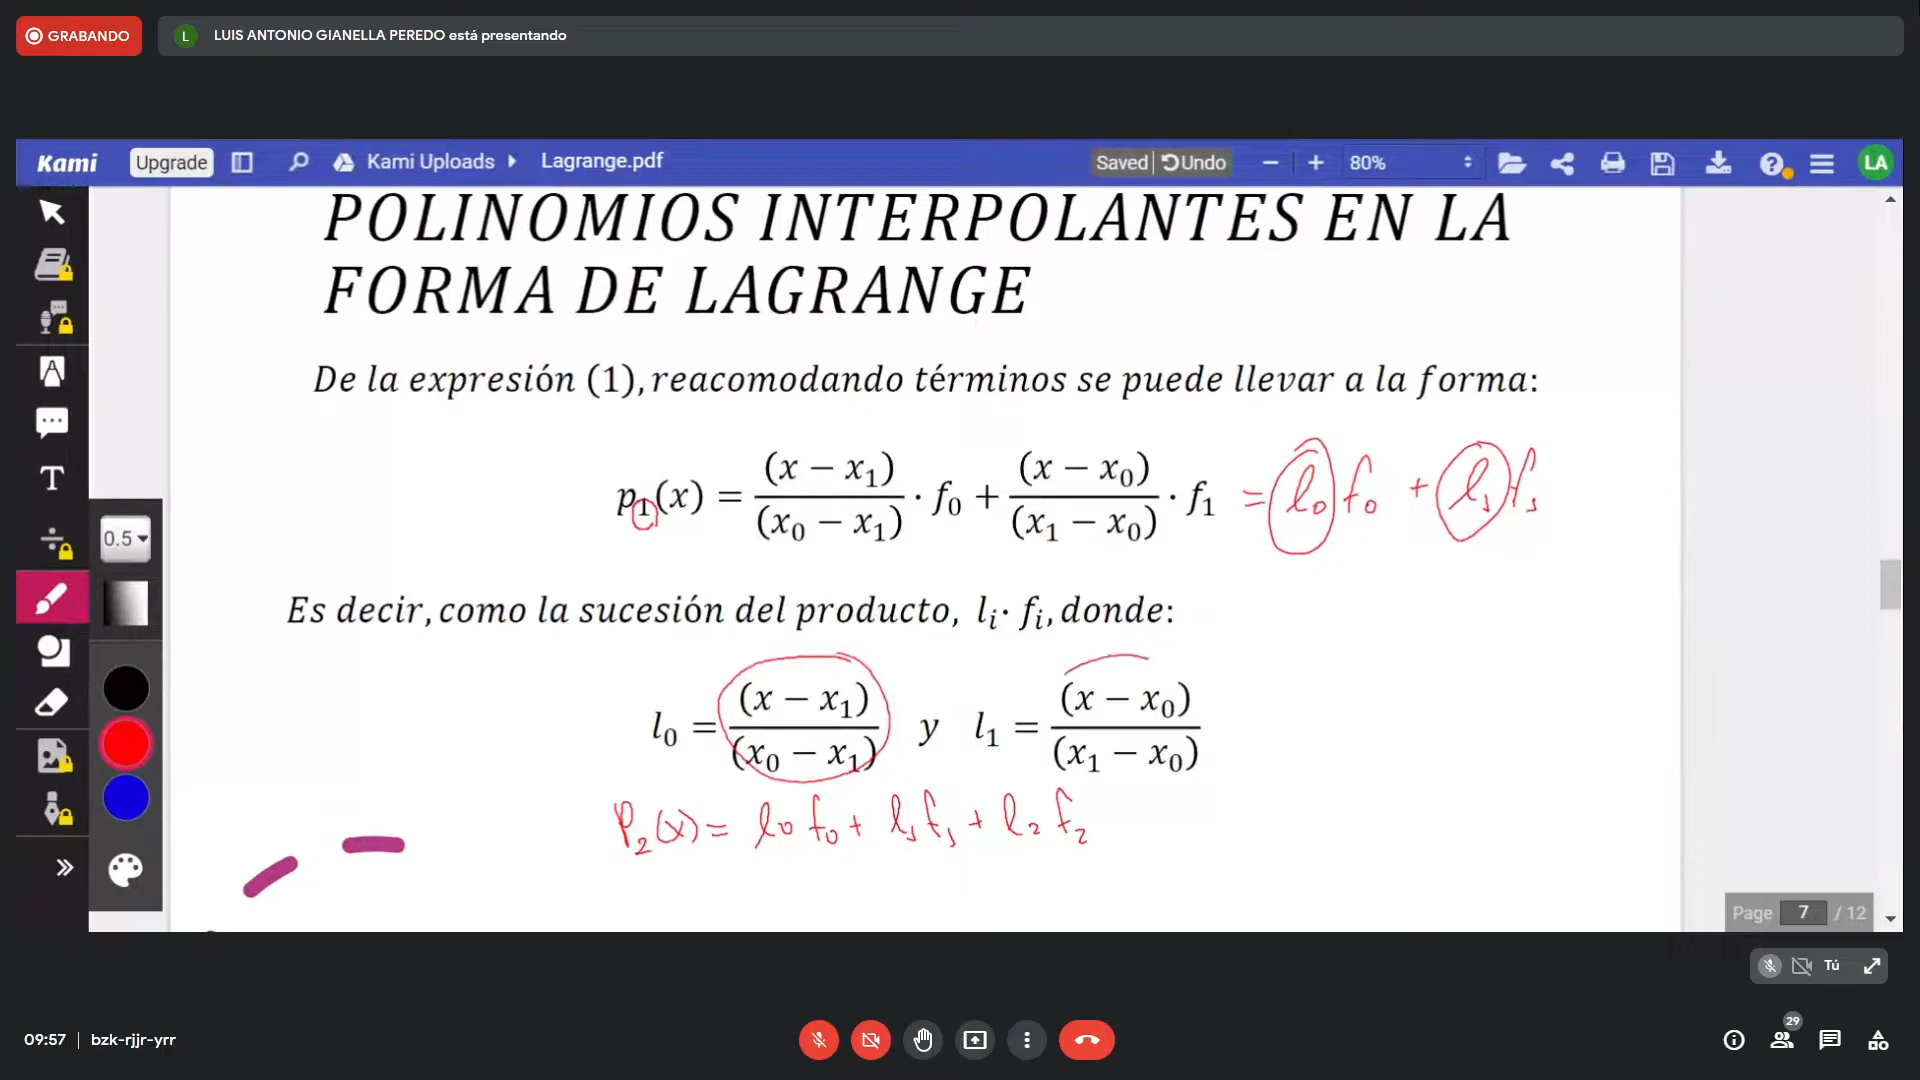 GRABANDO
L LUIS ANTONIO GIANELLA PEREDO está presentando
Kami Upgrade Kami Uploads Lagrange.pdf Saved Undo − + 80% ? LA
POLINOMIOS INTERPOLANTES EN LA
FORMA DE LAGRANGE
De la expresión (1), reacomodando términos se puede llevar a la forma:
p₁(x) = (x − x₁)/(x₀ − x₁) · f₀ + (x − x₀)/(x₁ − x₀) · f₁ = l₀ f₀ + l₁ f₁
0.5
Es decir, como la sucesión del producto, lᵢ · fᵢ, donde:
l₀ = (x − x₁)/(x₀ − x₁) y l₁ = (x − x₀)/(x₁ − x₀)
P₂(x) = l₀ f₀ + l₁ f₁ + l₂ f₂
Page 7 / 12
Tú
09:57 | bzk-rjjr-yrr
29